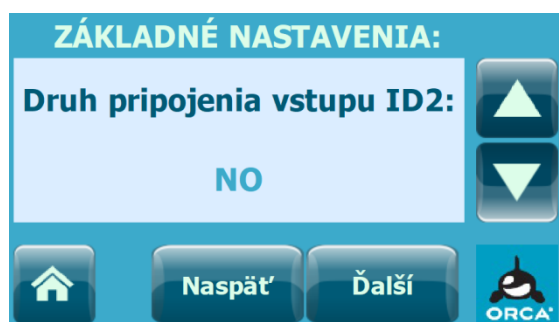 ZÁKLADNÉ NASTAVENIA:
Druh pripojenia vstupu ID2:
NO
Naspäť
Ďalší
ORCA